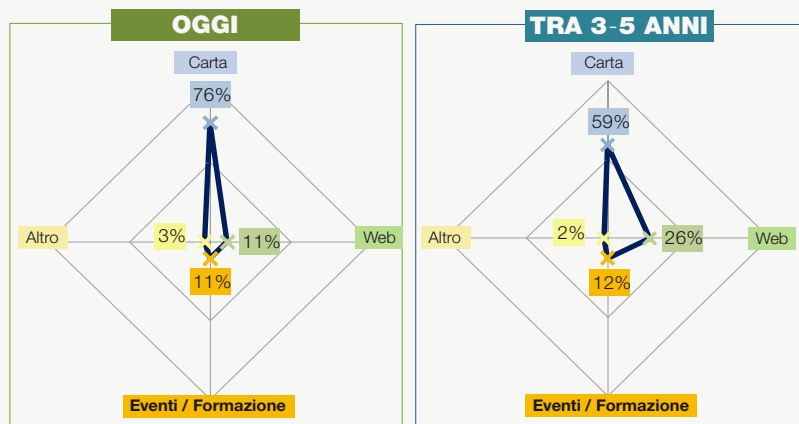 OGGI
Carta
76%
Altro
3%
11%
Web
11%
Eventi / Formazione
TRA 3-5 ANNI
Carta
59%
Altro
2%
26%
Web
12%
Eventi / Formazione